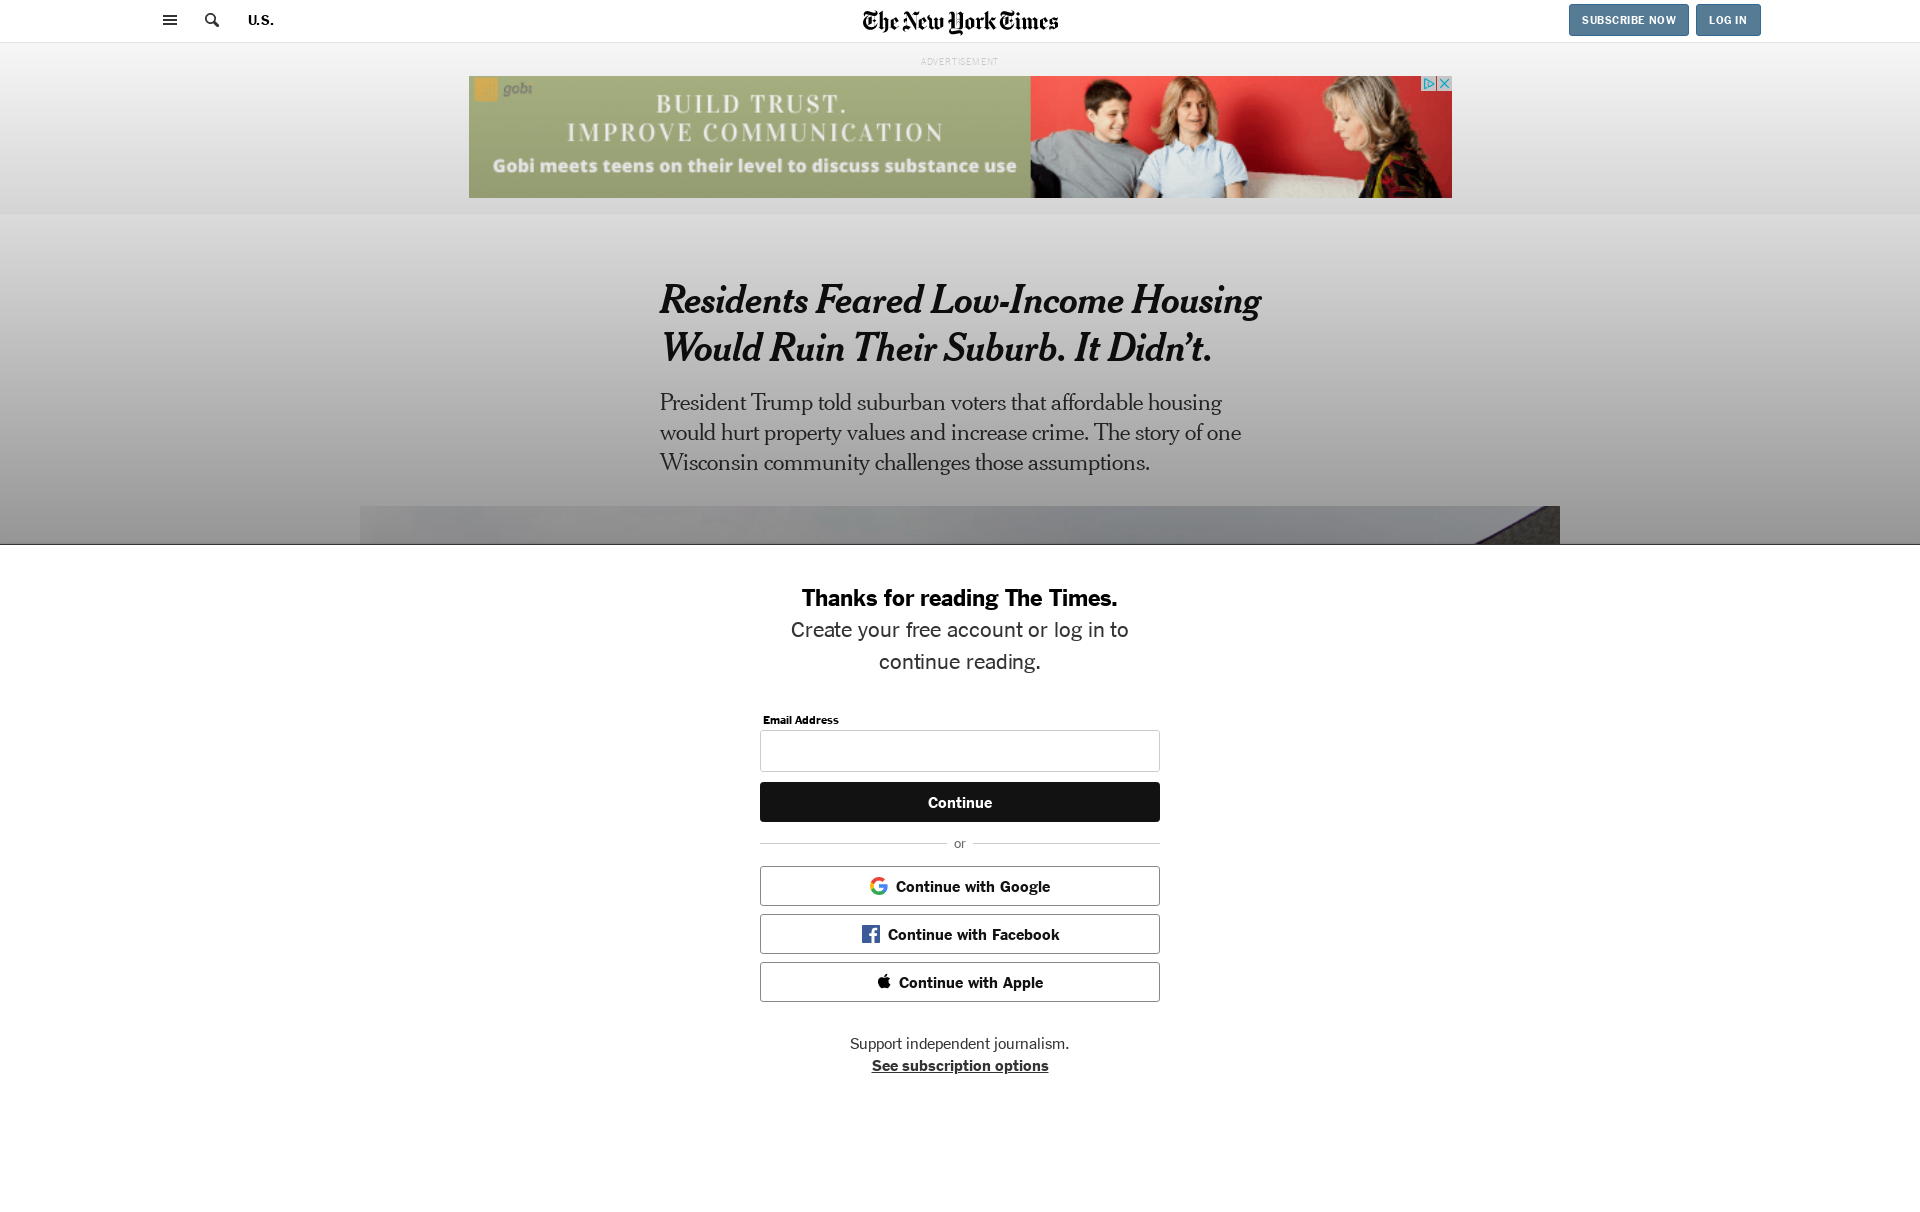 U.S.
The New York Times
SUBSCRIBE NOW
LOG IN
ADVERTISEMENT
gobi
BUILD TRUST.
IMPROVE COMMUNICATION
Gobi meets teens on their level to discuss substance use
Residents Feared Low-Income Housing
Would Ruin Their Suburb. It Didn’t.
President Trump told suburban voters that affordable housing
would hurt property values and increase crime. The story of one
Wisconsin community challenges those assumptions.
Thanks for reading The Times.
Create your free account or log in to
continue reading.
Email Address
Continue
or
Continue with Google
Continue with Facebook
Continue with Apple
Support independent journalism.
See subscription options